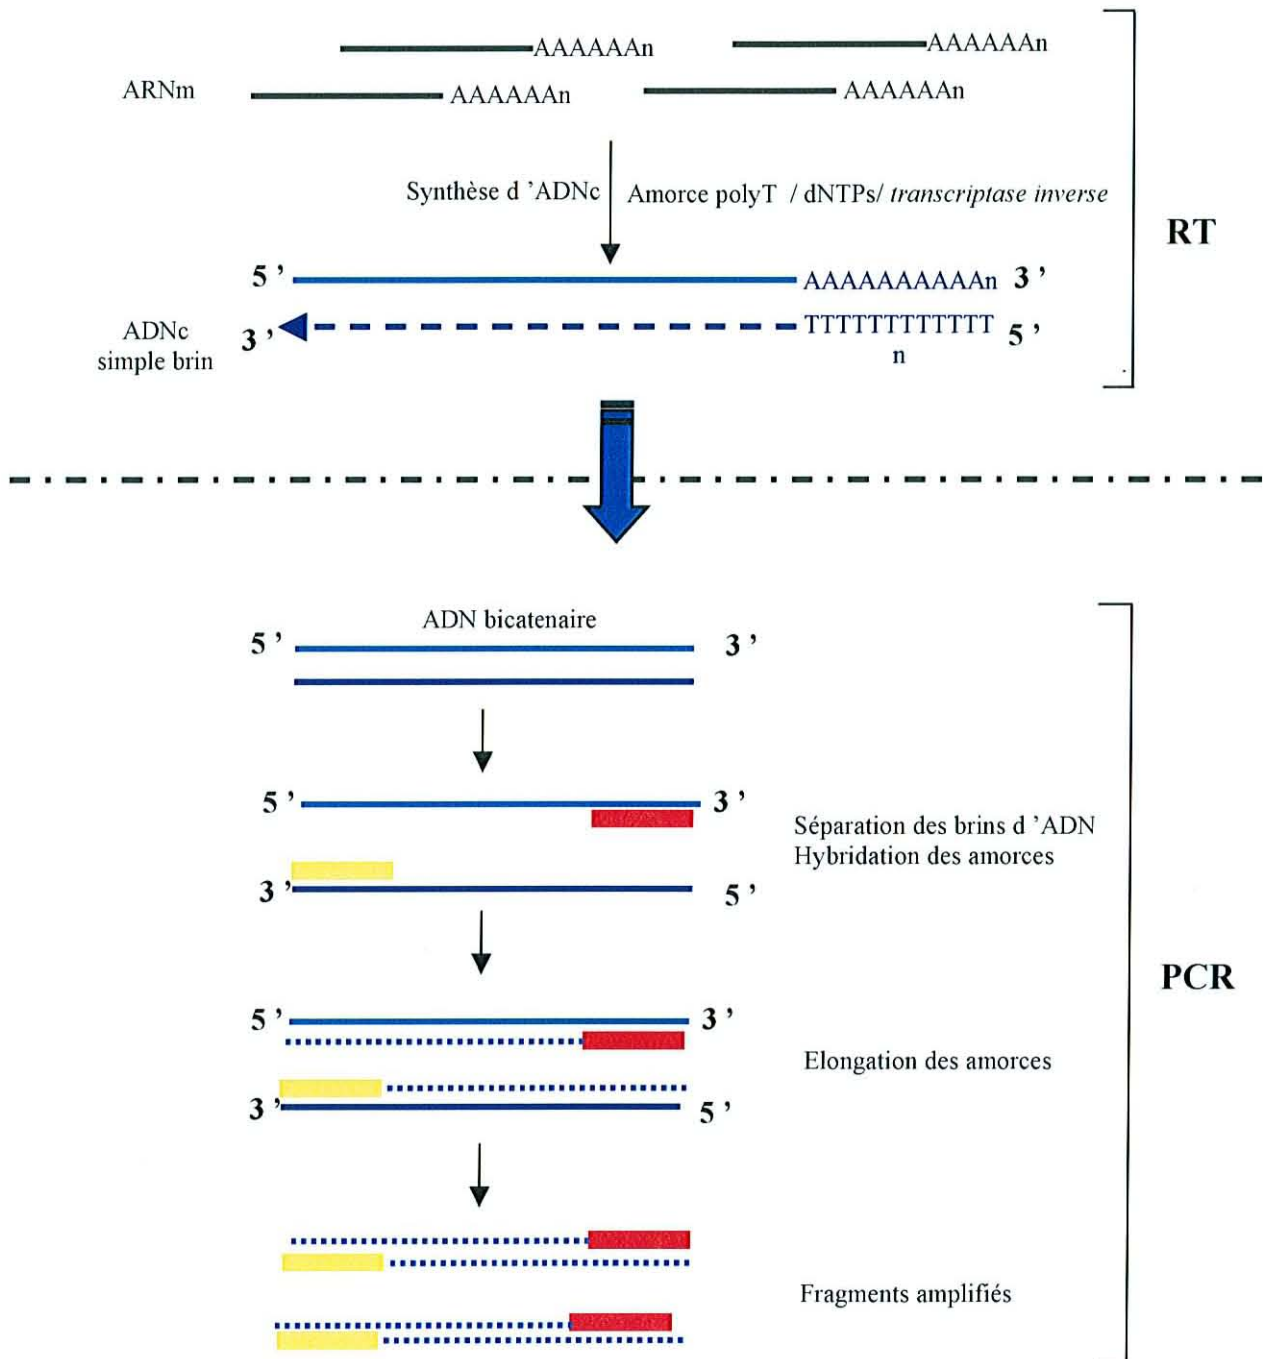 AAAAAAn AAAAAAn
ARNm AAAAAAn AAAAAAn
Synthèse d ’ADNc Amorce polyT / dNTPs/ transcriptase inverse
RT
5 ’ AAAAAAAAAAn 3 ’
ADNc 3 ’ TTTTTTTTTTTT 5 ’
simple brin n
ADN bicatenaire
5 ’ 3 ’
5 ’ 3 ’
Séparation des brins d ’ADN
Hybridation des amorces
3 ’ 5 ’
PCR
5 ’ 3 ’
Elongation des amorces
3 ’ 5 ’
Fragments amplifiés